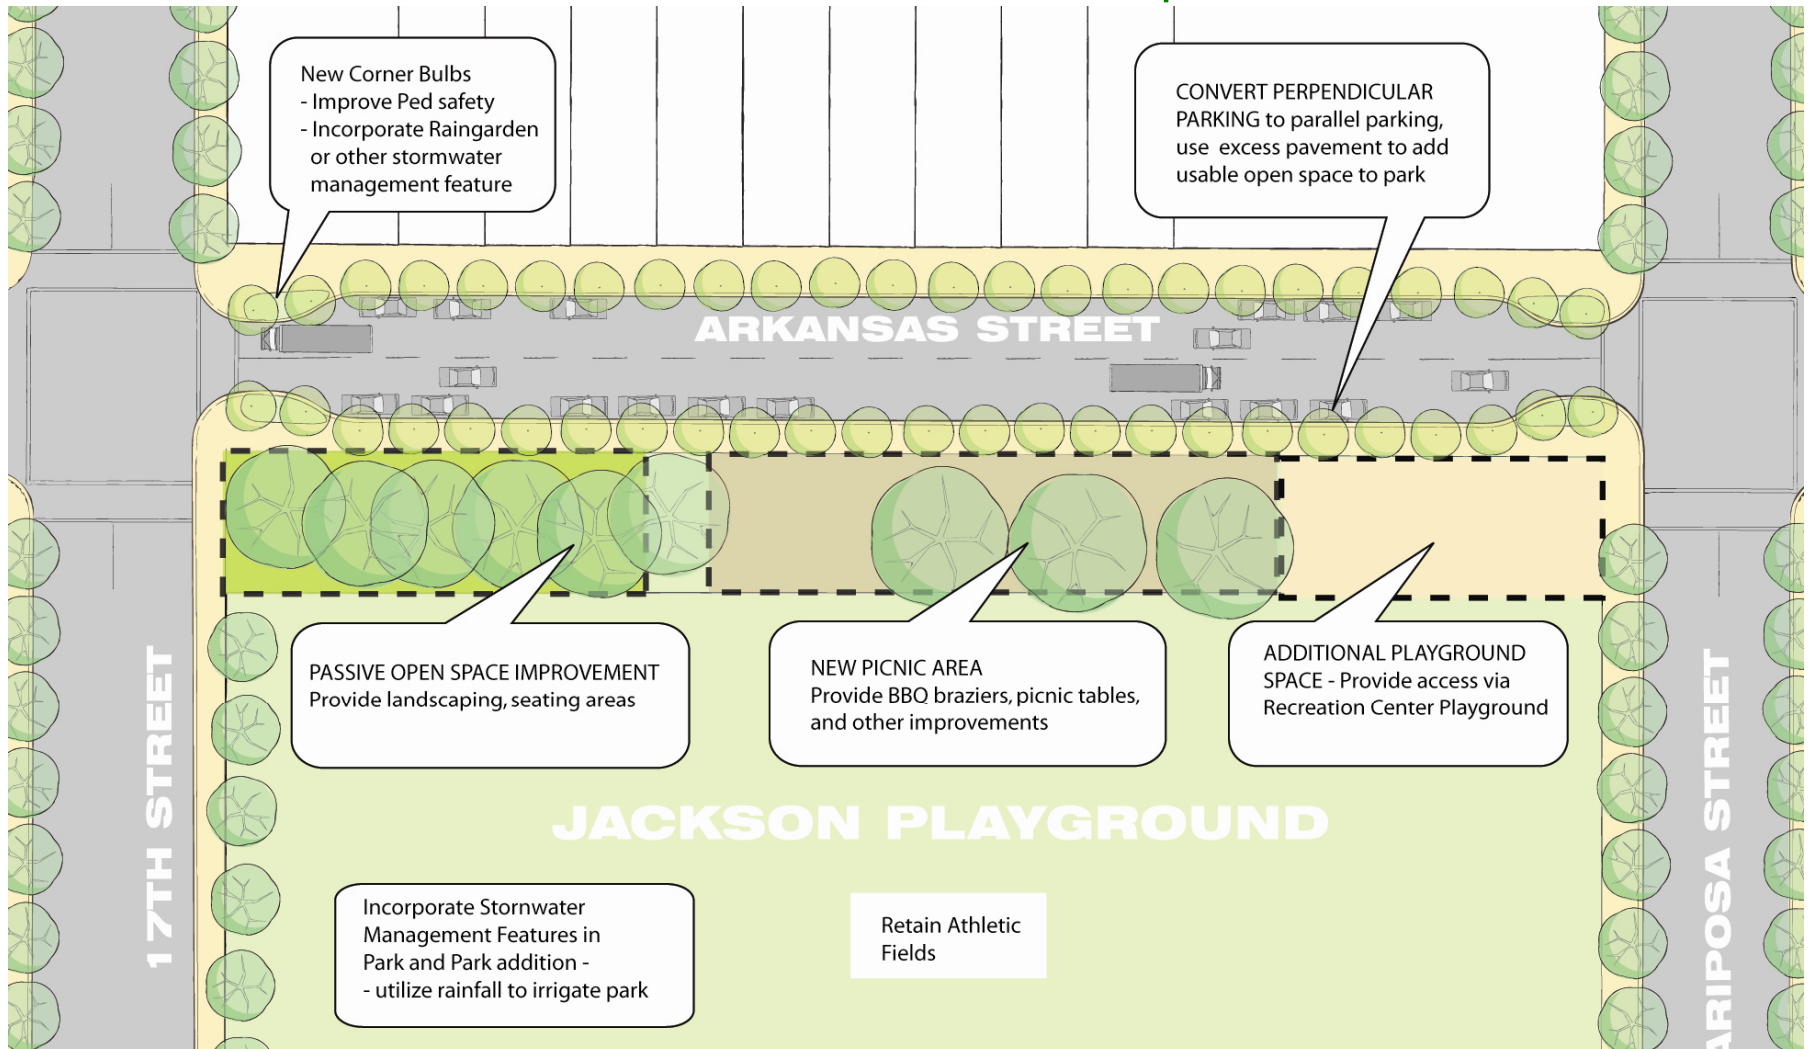 New Corner Bulbs
- Improve Ped safety
- Incorporate Raingarden
or other stormwater
management feature
CONVERT PERPENDICULAR
PARKING to parallel parking,
use excess pavement to add
usable open space to park
ARKANSAS STREET
PASSIVE OPEN SPACE IMPROVEMENT
Provide landscaping, seating areas
NEW PICNIC AREA
Provide BBQ braziers, picnic tables,
and other improvements
ADDITIONAL PLAYGROUND
SPACE - Provide access via
Recreation Center Playground
17TH STREET
ARIPOSA STREET
JACKSON PLAYGROUND
Incorporate Stornwater
Management Features in
Park and Park addition -
- utilize rainfall to irrigate park
Retain Athletic
Fields